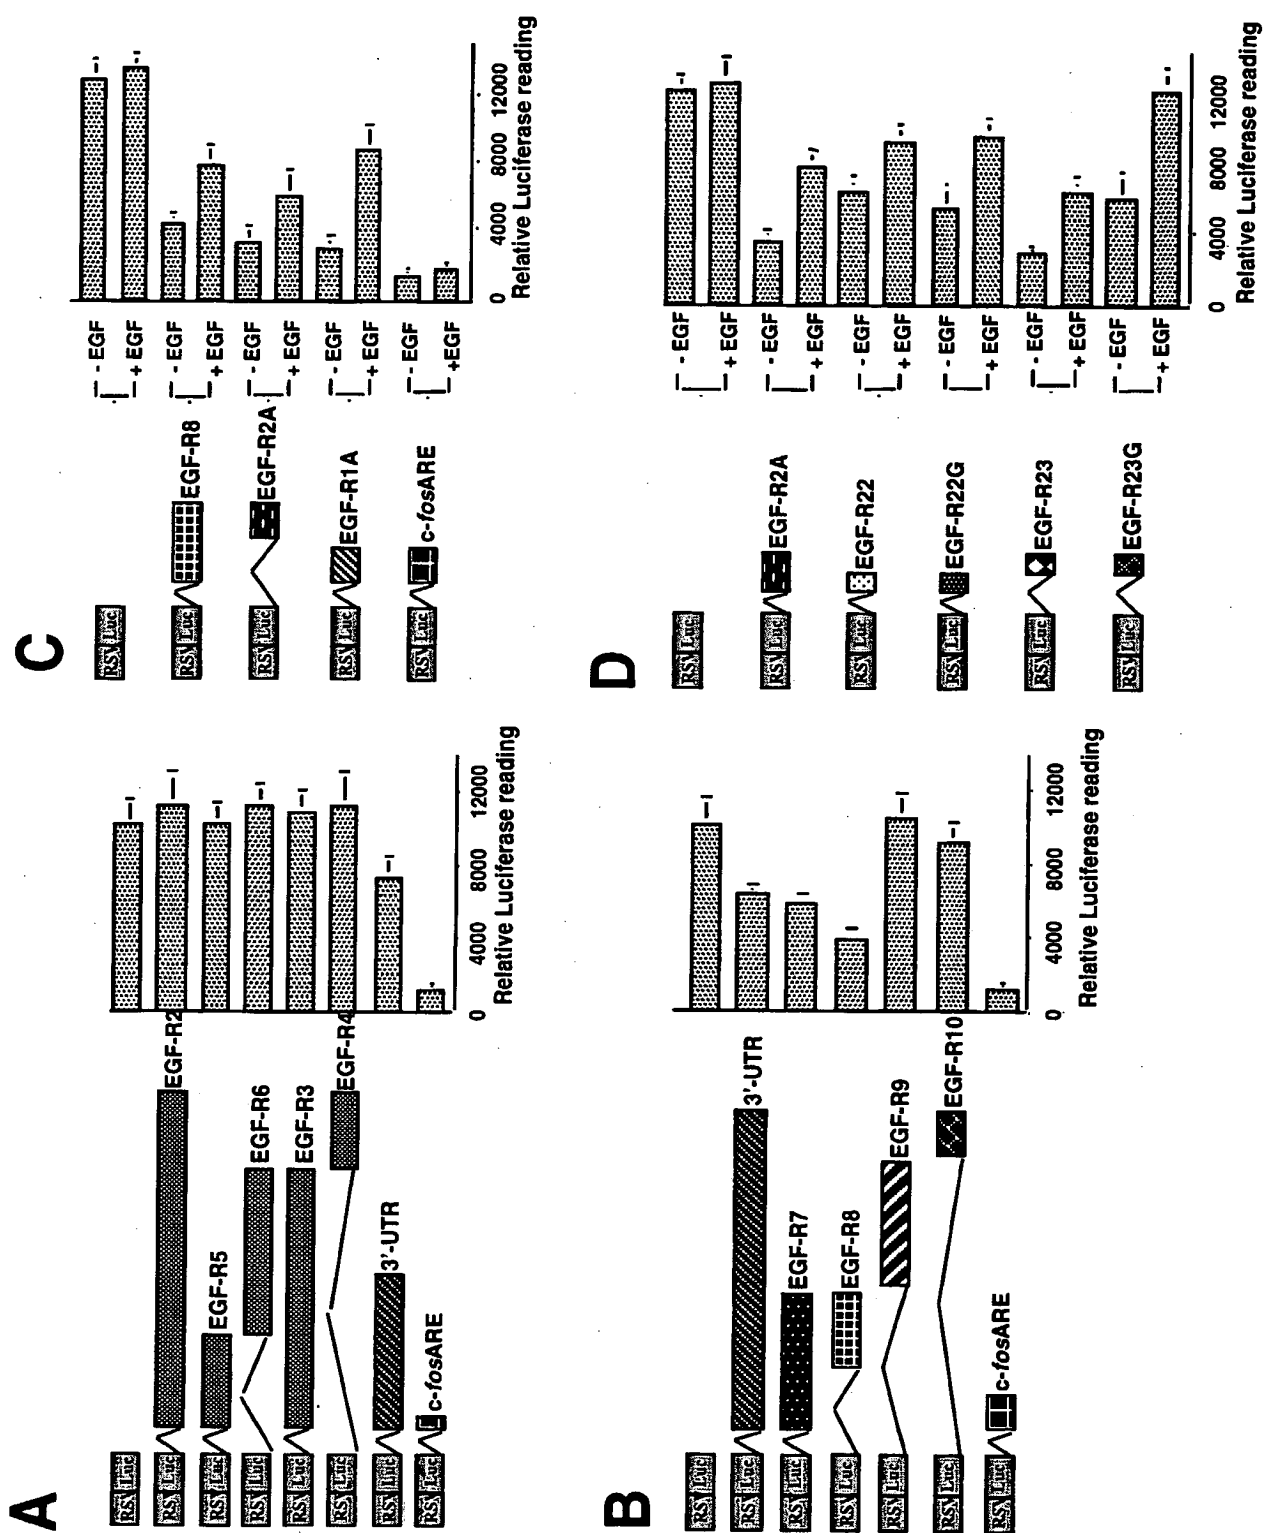 A
RSV Luc
RSV Luc EGF-R2
RSV Luc EGF-R5
RSV Luc EGF-R6
RSV Luc EGF-R3
RSV Luc EGF-R4
RSV Luc 3'-UTR
RSV Luc c-fosARE
0 4000 8000 12000
Relative Luciferase reading
B
RSV Luc
RSV Luc 3'-UTR
RSV Luc EGF-R7
RSV Luc EGF-R8
RSV Luc EGF-R9
RSV Luc EGF-R10
RSV Luc c-fosARE
0 4000 8000 12000
Relative Luciferase reading
C
RSV Luc - EGF
+ EGF
RSV Luc EGF-R8 - EGF
+ EGF
RSV Luc EGF-R2A - EGF
+ EGF
RSV Luc EGF-R1A - EGF
+ EGF
RSV Luc c-fosARE - EGF
+EGF
0 4000 8000 12000
Relative Luciferase reading
D
RSV Luc - EGF
+ EGF
RSV Luc EGF-R2A - EGF
+ EGF
RSV Luc EGF-R22 - EGF
+ EGF
RSV Luc EGF-R22G - EGF
+ EGF
RSV Luc EGF-R23 - EGF
+ EGF
RSV Luc EGF-R23G - EGF
+ EGF
0 4000 8000 12000
Relative Luciferase reading